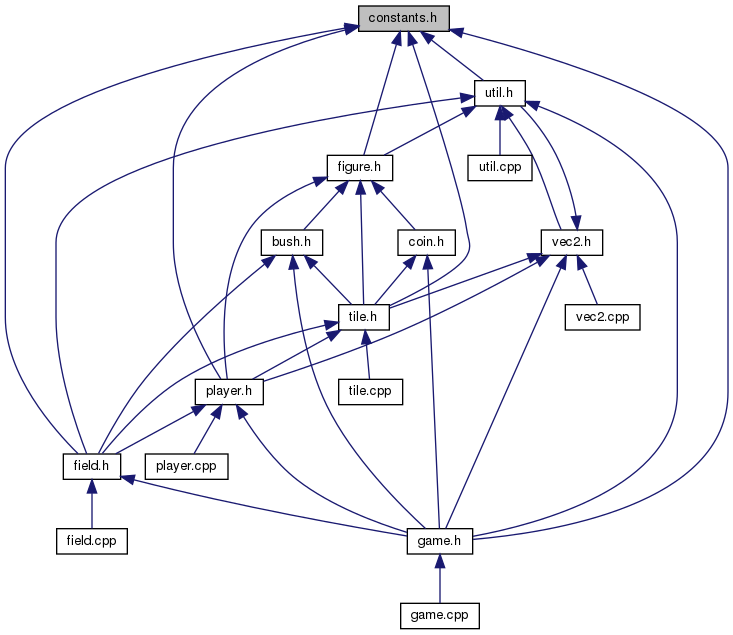 constants.h
util.h
figure.h
util.cpp
bush.h
coin.h
vec2.h
tile.h
vec2.cpp
player.h
tile.cpp
field.h
player.cpp
field.cpp
game.h
game.cpp